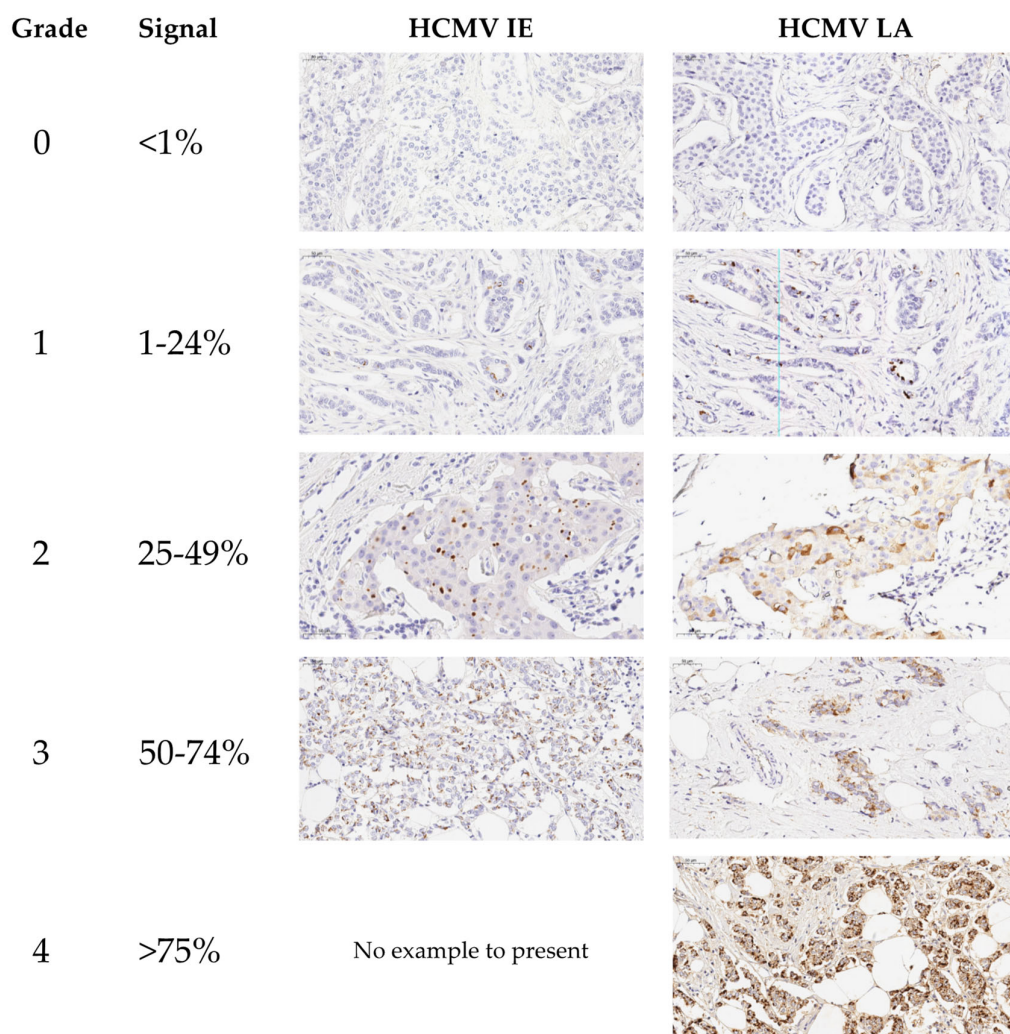 Grade Signal HCMV IE HCMV LA
0 <1%
1 1-24%
2 25-49%
3 50-74%
4 >75% No example to present